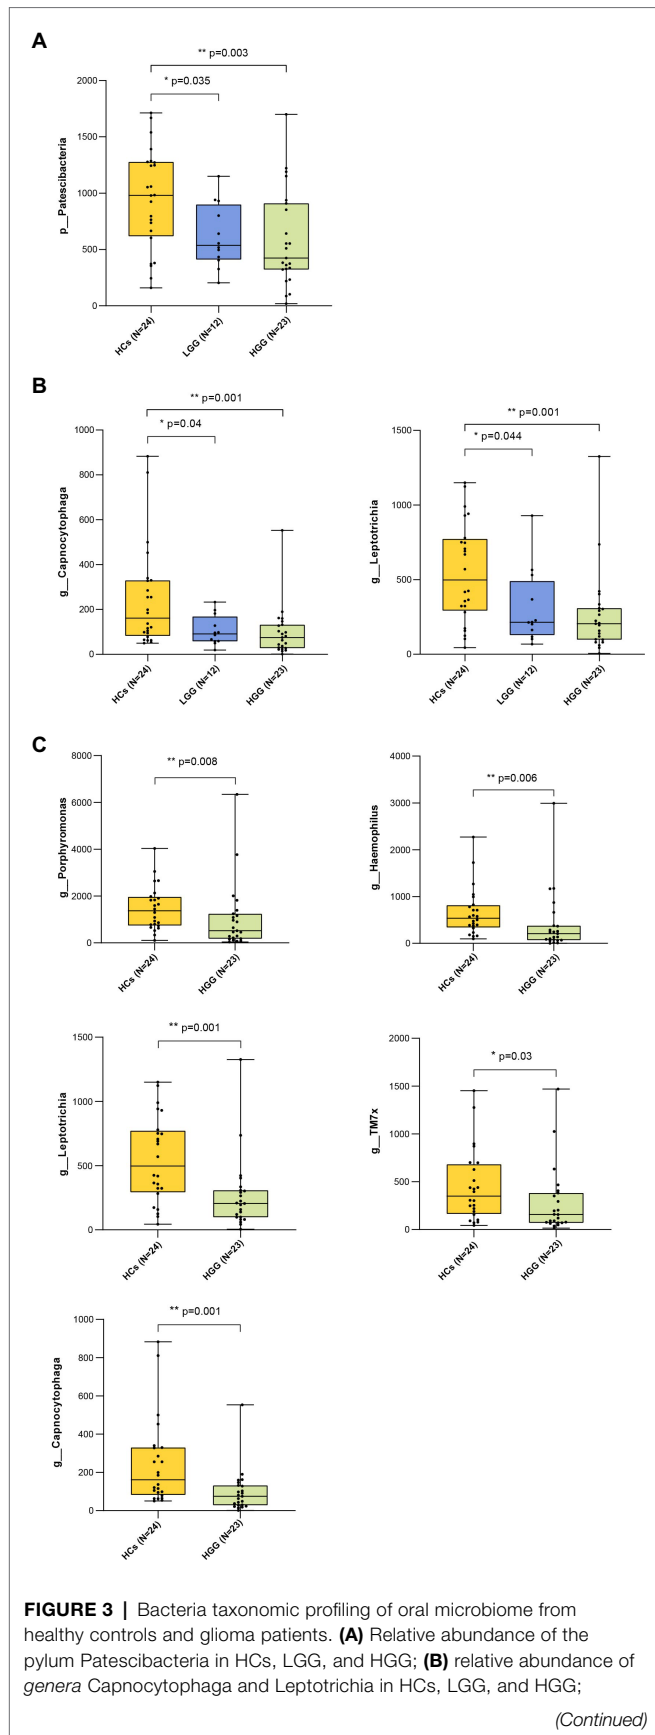 A
** p=0.003
* p=0.035
p__Patescibacteria
2000
1500
1000
500
0
HCs (N=24)
LGG (N=12)
HGG (N=23)
B
** p=0.001
* p=0.04
g__Capnocytophaga
1000
800
600
400
200
0
HCs (N=24)
LGG (N=12)
HGG (N=23)
** p=0.001
* p=0.044
g__Leptotrichia
1500
1000
500
0
HCs (N=24)
LGG (N=12)
HGG (N=23)
C
** p=0.008
g__Porphyromonas
8000
6000
4000
2000
0
HCs (N=24)
HGG (N=23)
** p=0.006
g__Haemophilus
4000
3000
2000
1000
0
HCs (N=24)
HGG (N=23)
** p=0.001
g__Leptotrichia
1500
1000
500
0
HCs (N=24)
HGG (N=23)
* p=0.03
g__TM7x
2000
1500
1000
500
0
HCs (N=24)
HGG (N=23)
** p=0.001
g__Capnocytophaga
1000
800
600
400
200
0
HCs (N=24)
HGG (N=23)
FIGURE 3 | Bacteria taxonomic profiling of oral microbiome from
healthy controls and glioma patients. (A) Relative abundance of the
pylum Patescibacteria in HCs, LGG, and HGG; (B) relative abundance of
genera Capnocytophaga and Leptotrichia in HCs, LGG, and HGG;
(Continued)